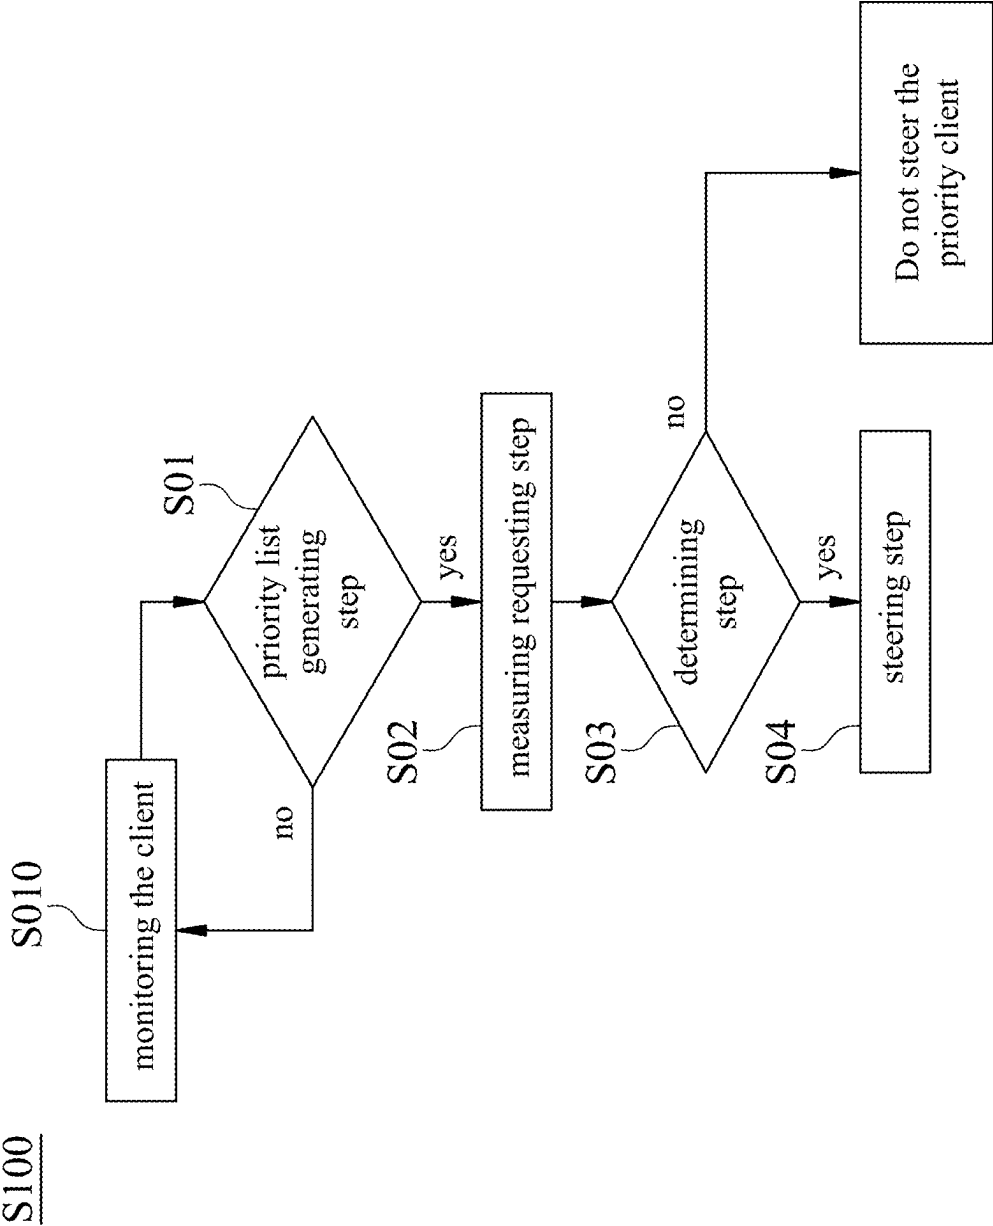 S100
S010
monitoring the client
S01
priority list
generating
step
no
yes
S02
measuring requesting step
S03
determining
step
no
yes
S04
steering step
Do not steer the
priority client